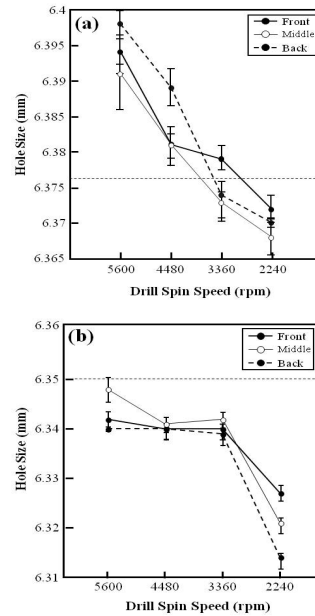 6.4
(a)
Front
Middle
Back
6.395
6.39
6.385
6.38
6.375
6.37
6.365
Hole Size (mm)
5600 4480 3360 2240
Drill Spin Speed (rpm)
6.36
(b)
Front
Middle
Back
6.35
6.34
6.33
6.32
6.31
Hole Size (mm)
5600 4480 3360 2240
Drill Spin Speed (rpm)